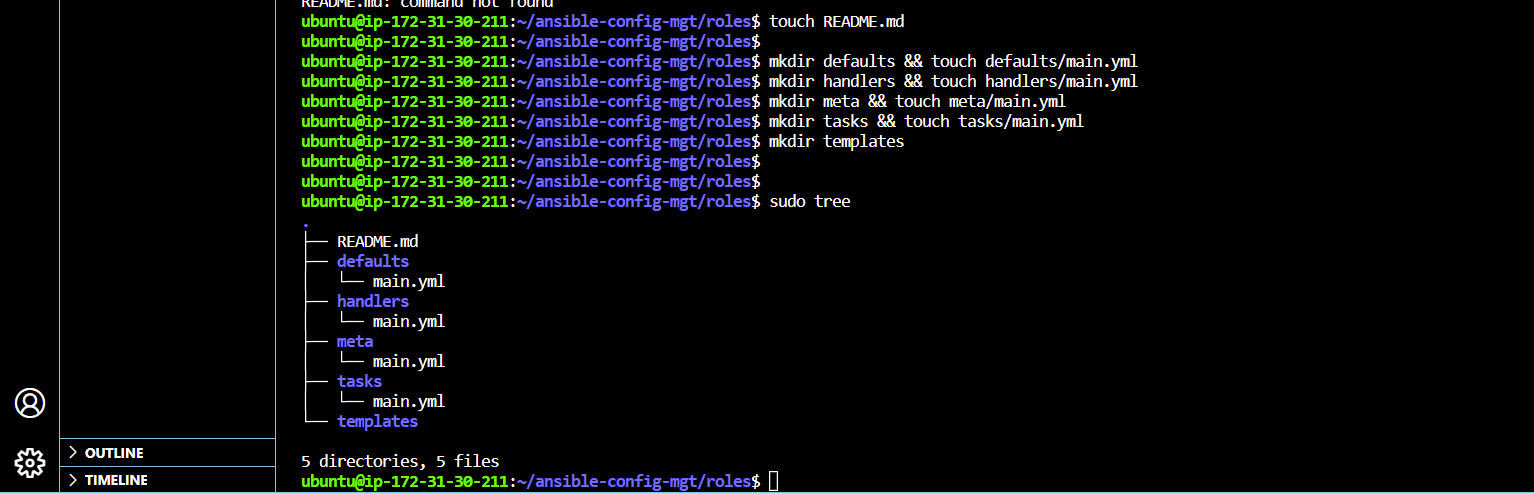 README.md: command not found
ubuntu@ip-172-31-30-211:~/ansible-config-mgt/roles$ touch README.md
ubuntu@ip-172-31-30-211:~/ansible-config-mgt/roles$
ubuntu@ip-172-31-30-211:~/ansible-config-mgt/roles$ mkdir defaults && touch defaults/main.yml
ubuntu@ip-172-31-30-211:~/ansible-config-mgt/roles$ mkdir handlers && touch handlers/main.yml
ubuntu@ip-172-31-30-211:~/ansible-config-mgt/roles$ mkdir meta && touch meta/main.yml
ubuntu@ip-172-31-30-211:~/ansible-config-mgt/roles$ mkdir tasks && touch tasks/main.yml
ubuntu@ip-172-31-30-211:~/ansible-config-mgt/roles$ mkdir templates
ubuntu@ip-172-31-30-211:~/ansible-config-mgt/roles$
ubuntu@ip-172-31-30-211:~/ansible-config-mgt/roles$
ubuntu@ip-172-31-30-211:~/ansible-config-mgt/roles$ sudo tree
.
├── README.md
├── defaults
│   └── main.yml
├── handlers
│   └── main.yml
├── meta
│   └── main.yml
├── tasks
│   └── main.yml
└── templates
5 directories, 5 files
ubuntu@ip-172-31-30-211:~/ansible-config-mgt/roles$
OUTLINE
TIMELINE